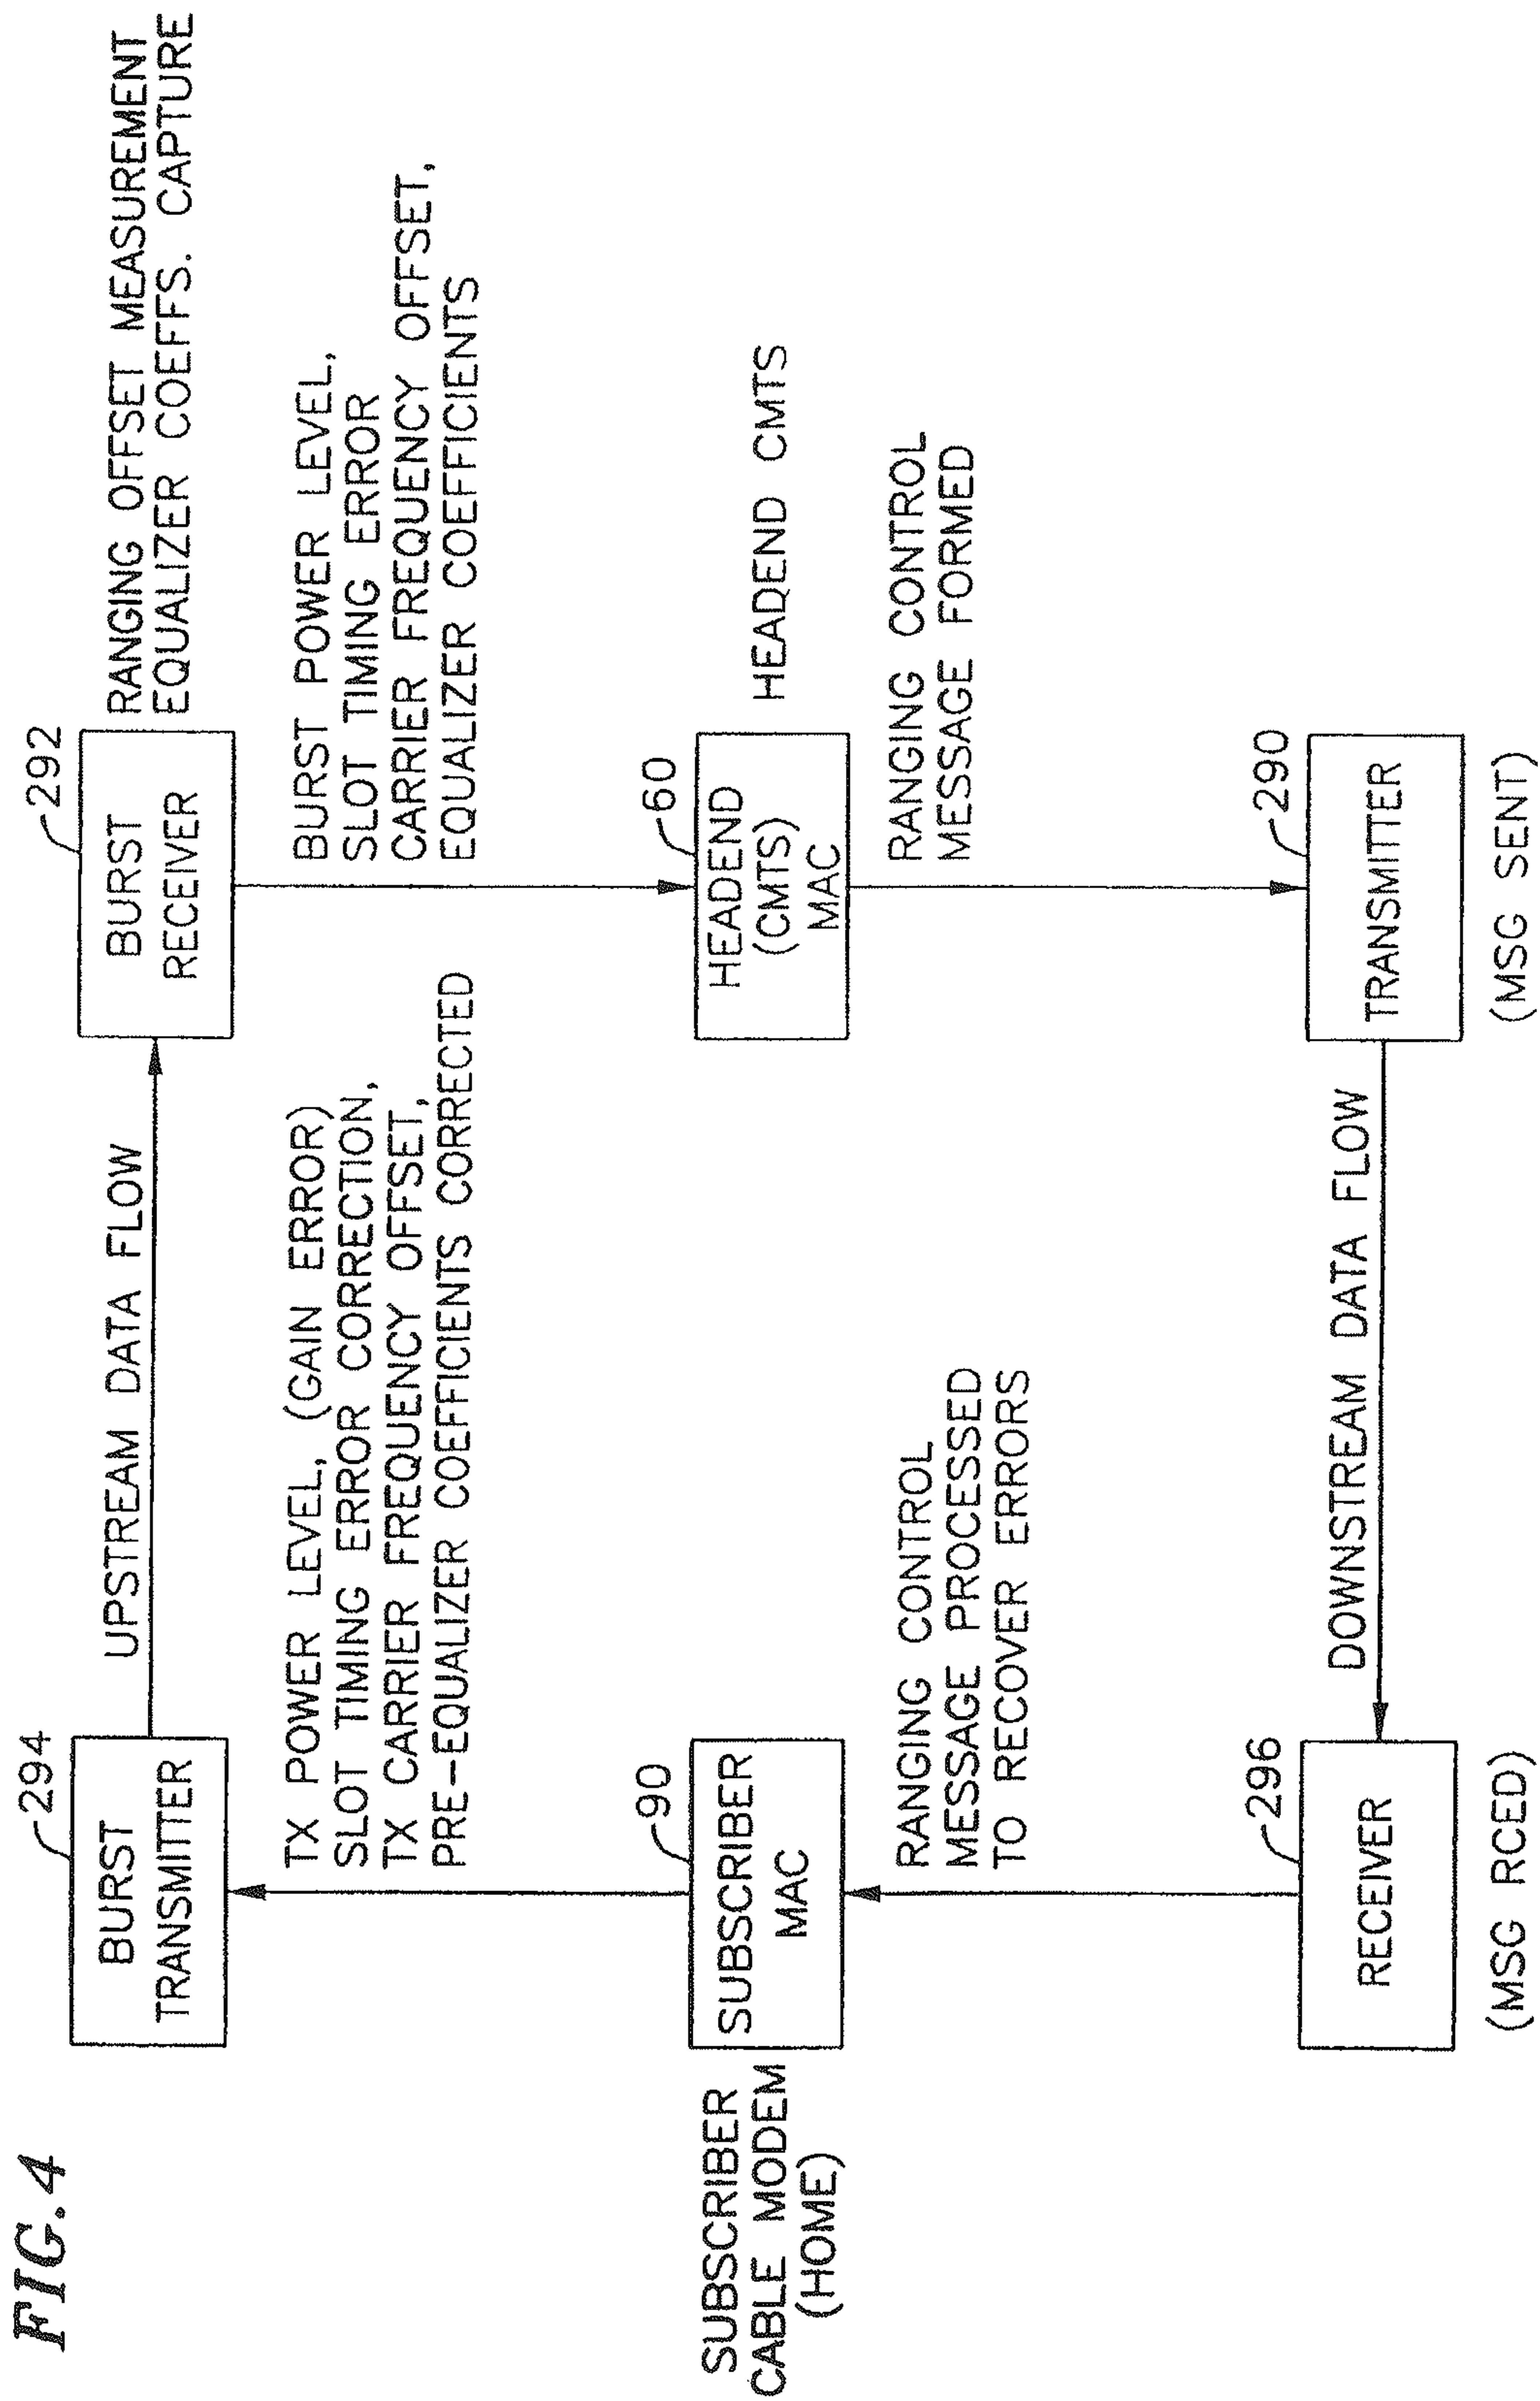 FIG. 4
294
BURST
TRANSMITTER
UPSTREAM DATA FLOW
292
BURST
RECEIVER
RANGING OFFSET MEASUREMENT
EQUALIZER COEFFS. CAPTURE
TX POWER LEVEL, (GAIN ERROR)
SLOT TIMING ERROR CORRECTION,
TX CARRIER FREQUENCY OFFSET,
PRE-EQUALIZER COEFFICIENTS CORRECTED
BURST POWER LEVEL,
SLOT TIMING ERROR
CARRIER FREQUENCY OFFSET,
EQUALIZER COEFFICIENTS
SUBSCRIBER
CABLE MODEM
(HOME)
90
SUBSCRIBER
MAC
60
HEADEND
(CMTS)
MAC
HEADEND CMTS
RANGING CONTROL
MESSAGE PROCESSED
TO RECOVER ERRORS
RANGING CONTROL
MESSAGE FORMED
296
RECEIVER
(MSG RCED)
DOWNSTREAM DATA FLOW
290
TRANSMITTER
(MSG SENT)